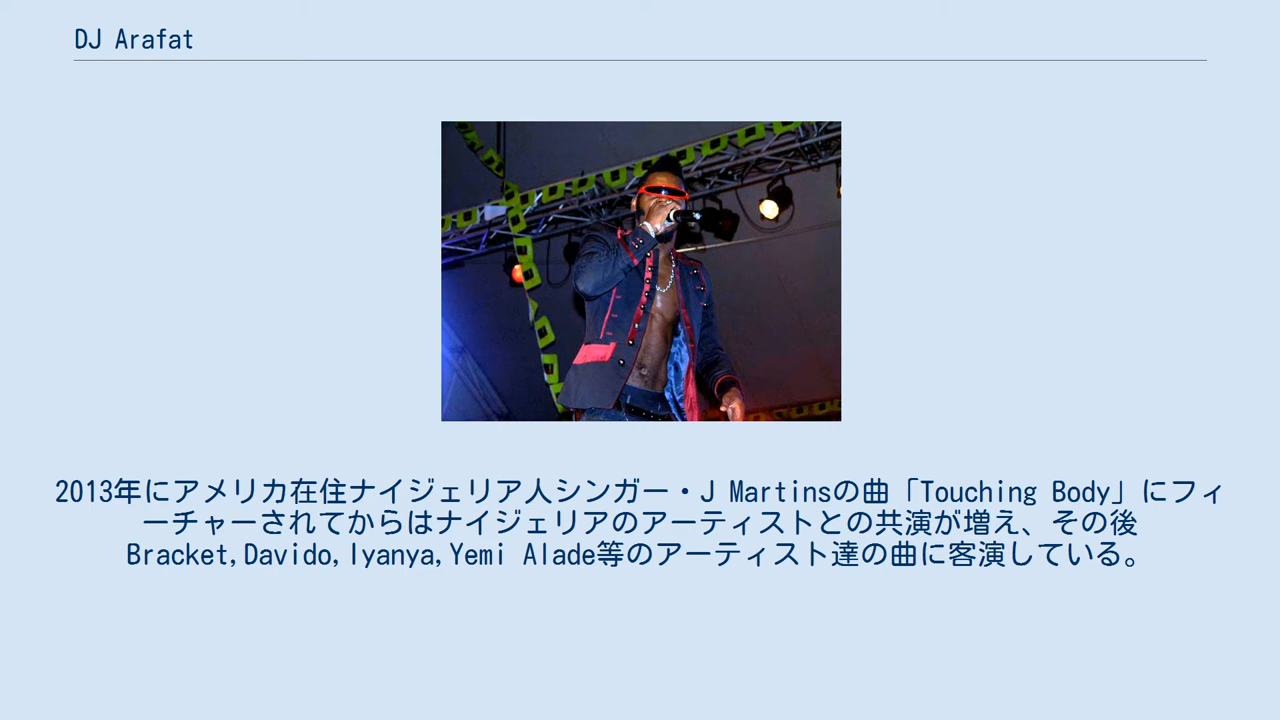 DJ Arafat
2013年にアメリカ在住ナイジェリア人シンガー・J Martinsの曲「Touching Body」にフィ
ーチャーされてからはナイジェリアのアーティストとの共演が増え、その後
Bracket,Davido,Iyanya,Yemi Alade等のアーティスト達の曲に客演している。